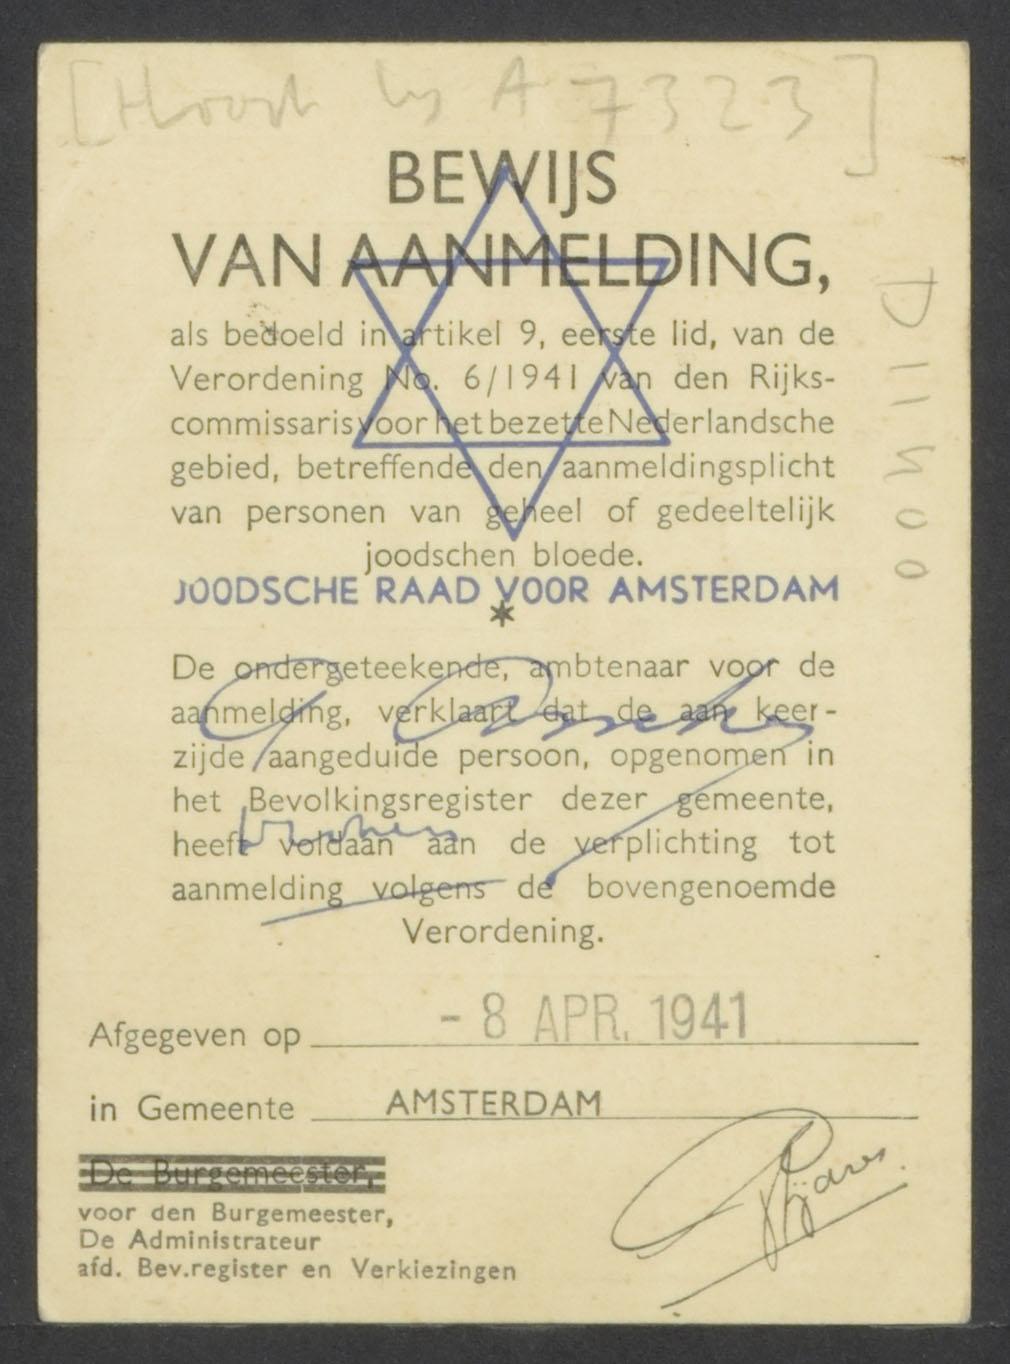 A 7323]
BEWIJS
VAN AANMELDING,
als bedoeld in artikel 9, eerste lid, van de
Verordening No. 6/1941 van den Rijks-
commissaris voor het bezette Nederlandsche
gebied, betreffende den aanmeldingsplicht
van personen van geheel of gedeeltelijk
joodschen bloede.
JOODSCHE RAAD VOOR AMSTERDAM
*
De ondergeteekende, ambtenaar voor de
aanmelding, verklaart dat de aan keer-
zijde aangeduide persoon, opgenomen in
het Bevolkingsregister dezer gemeente,
heeft voldaan aan de verplichting tot
aanmelding volgens de bovengenoemde
Verordening.
Afgegeven op - 8 APR. 1941
in Gemeente AMSTERDAM
De Burgemeester,
voor den Burgemeester,
De Administrateur
afd. Bev.register en Verkiezingen